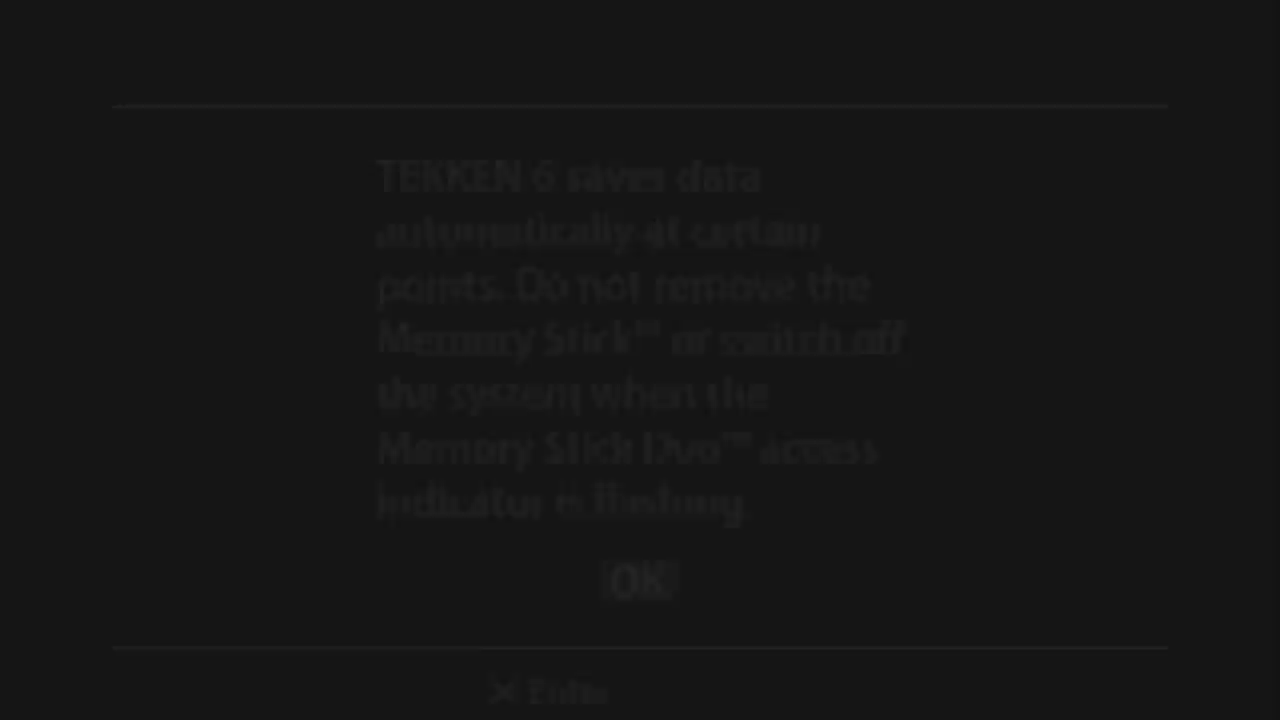 TEKKEN 6 saves data
automatically at certain
points. Do not remove the
Memory Stick™ or switch off
the system when the
Memory Stick Duo™ access
indicator is flashing.
OK
✕ Enter